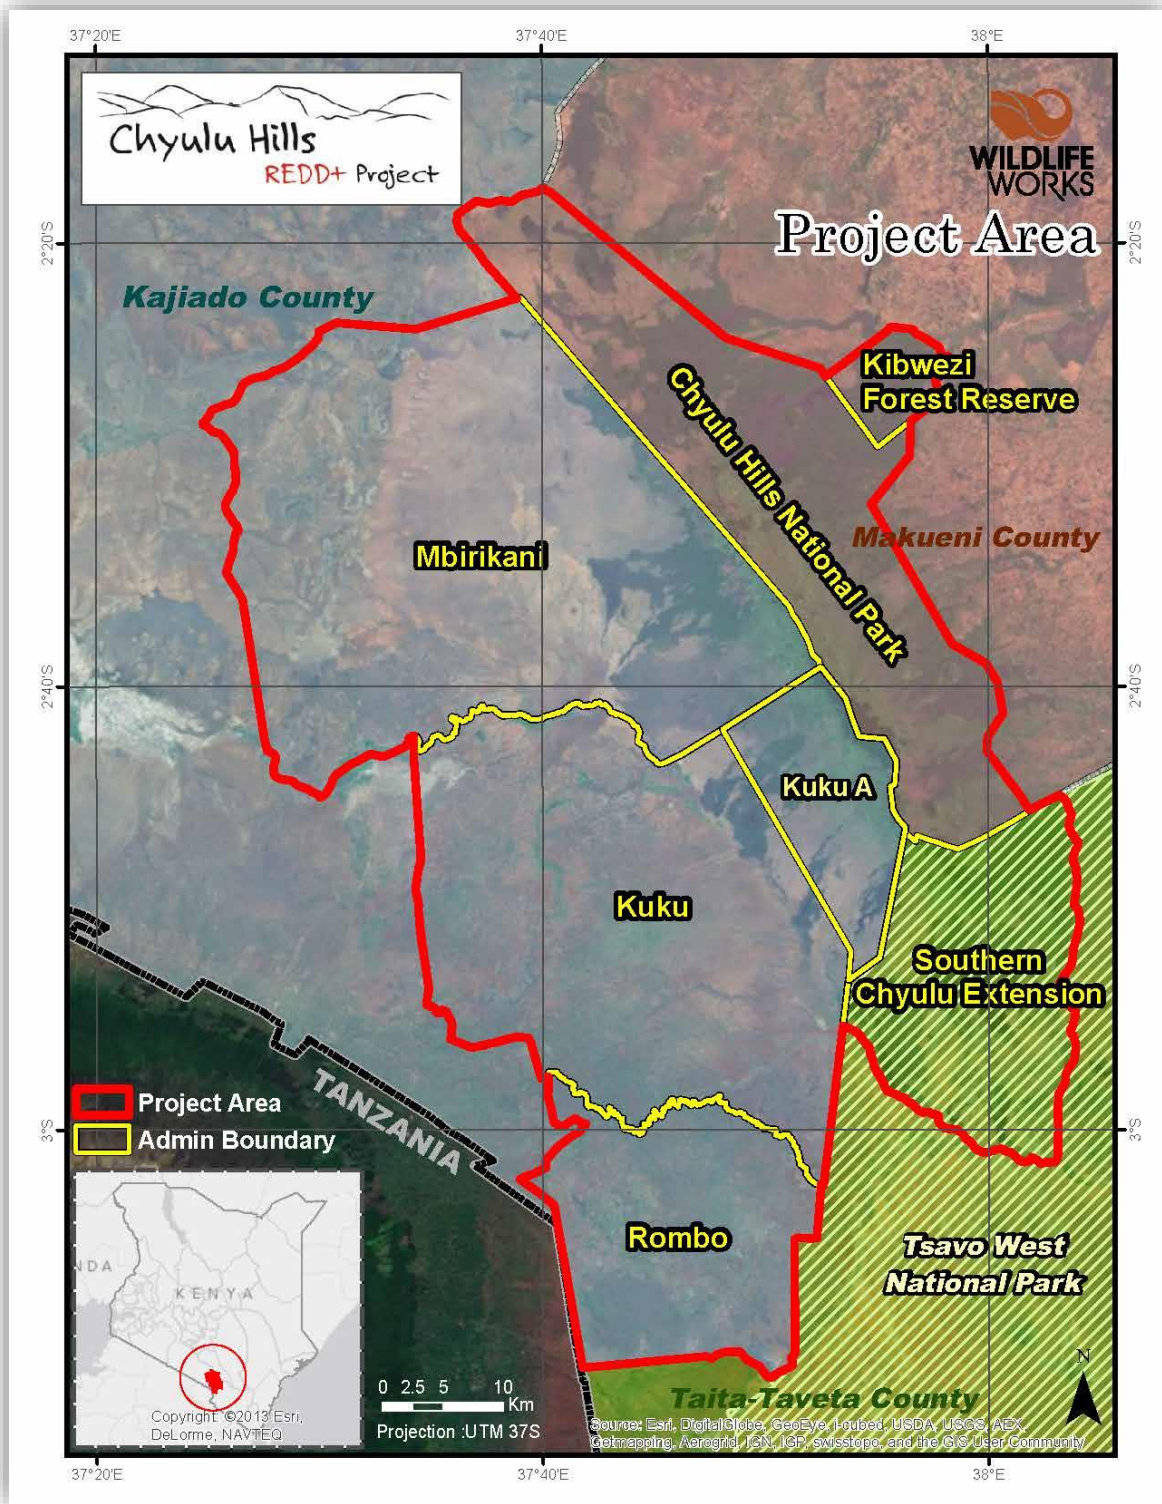 37°20'E 37°40'E 38°E
Chyulu Hills
REDD+ Project
WILDLIFE
WORKS
Project Area
2°20'S 2°20'S
Kajiado County
Kibwezi
Forest Reserve
Chyulu Hills National Park
Makueni County
Mbirikani
2°40'S 2°40'S
Kuku A
Kuku
Southern
Chyulu Extension
TANZANIA
Project Area
Admin Boundary
3°S 3°S
Rombo
Tsavo West
National Park
NDA
KENYA
N
0 2.5 5 10
Km
Projection :UTM 37S
Taita-Taveta County
Copyright: ©2013 Esri,
DeLorme, NAVTEQ
Source: Esri, DigitalGlobe, GeoEye, i-cubed, USDA, USGS, AEX,
Getmapping, Aerogrid, IGN, IGP, swisstopo, and the GIS User Community
37°20'E 37°40'E 38°E